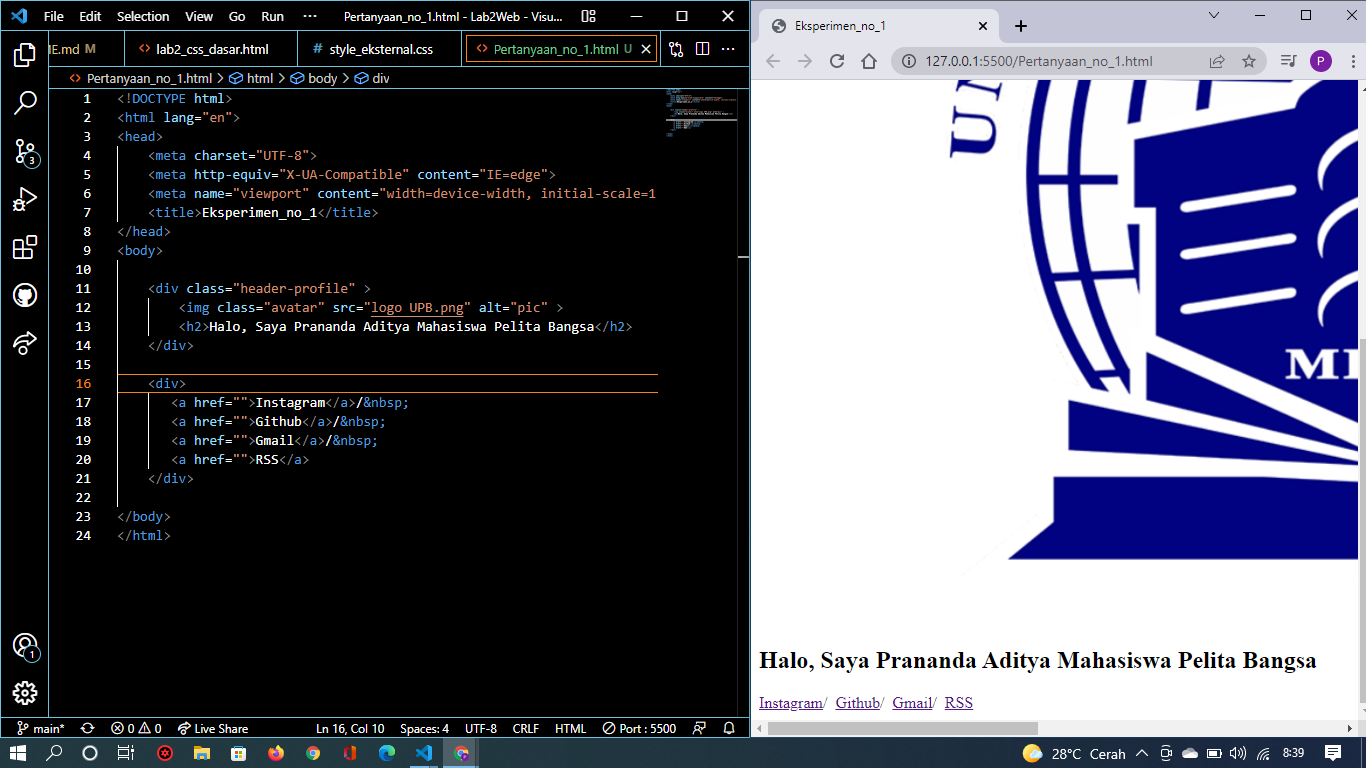 File Edit Selection View Go Run ··· Pertanyaan_no_1.html - Lab2Web - Visu...
IE.md M lab2_css_dasar.html # style_eksternal.css Pertanyaan_no_1.html U
Pertanyaan_no_1.html > html > body > div
1 <!DOCTYPE html>
2 <html lang="en">
3 <head>
4 <meta charset="UTF-8">
5 <meta http-equiv="X-UA-Compatible" content="IE=edge">
6 <meta name="viewport" content="width=device-width, initial-scale=1
7 <title>Eksperimen_no_1</title>
8 </head>
9 <body>
10
11 <div class="header-profile" >
12 <img class="avatar" src="logo UPB.png" alt="pic" >
13 <h2>Halo, Saya Prananda Aditya Mahasiswa Pelita Bangsa</h2>
14 </div>
15
16 <div>
17 <a href="">Instagram</a>/&nbsp;
18 <a href="">Github</a>/&nbsp;
19 <a href="">Gmail</a>/&nbsp;
20 <a href="">RSS</a>
21 </div>
22
23 </body>
24 </html>
3
1
main* 0 0 Live Share Ln 16, Col 10 Spaces: 4 UTF-8 CRLF HTML Port : 5500
Eksperimen_no_1
127.0.0.1:5500/Pertanyaan_no_1.html P
UN
ME
Halo, Saya Prananda Aditya Mahasiswa Pelita Bangsa
Instagram/ Github/ Gmail/ RSS
28°C Cerah 8:39